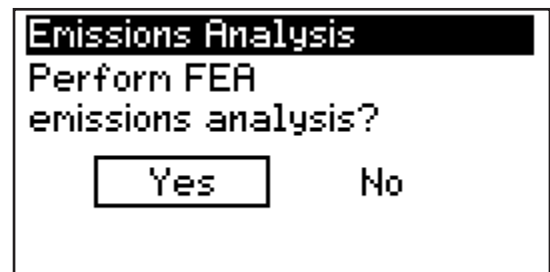 Emissions Analysis
Perform FEA
emissions analysis?
Yes No